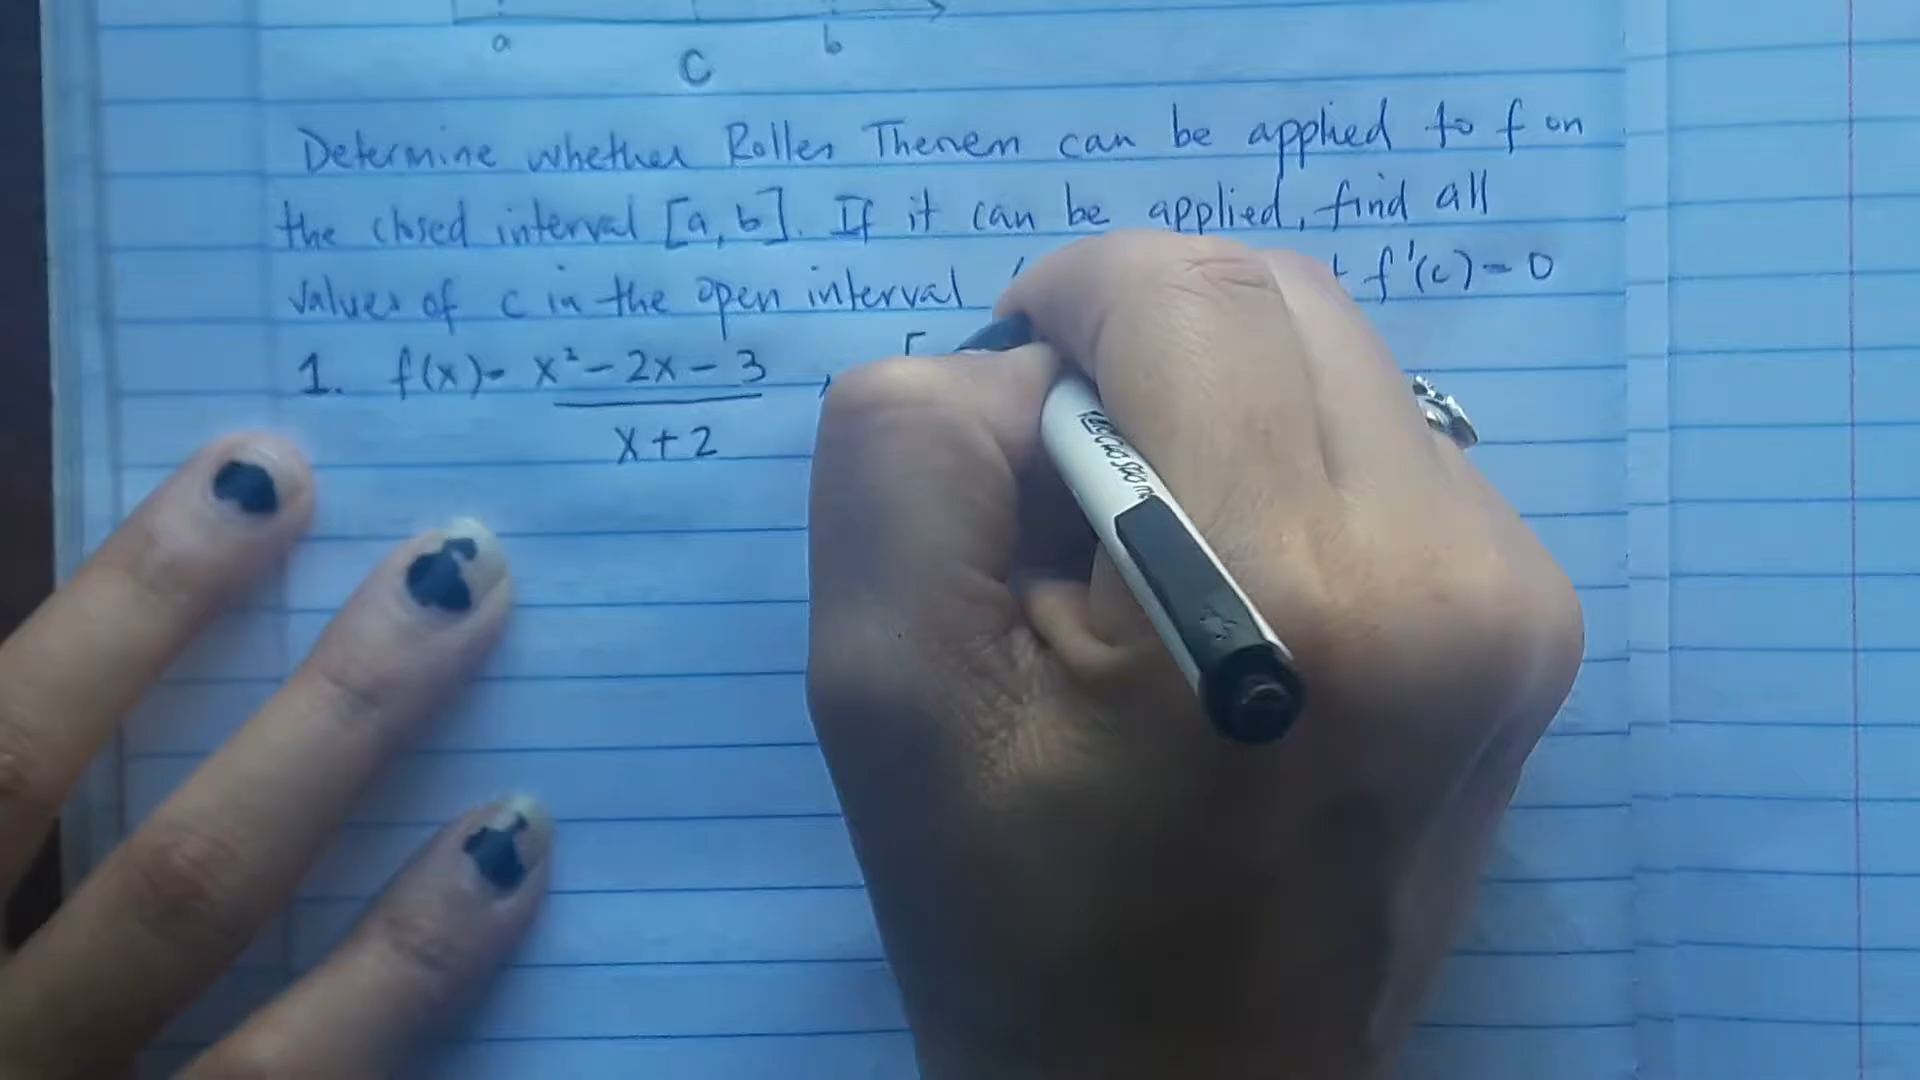 a b
C
Determine whether Rolles Therem can be applied to f on
the closed interval [a, b]. If it can be applied, find all
values of c in the open interval f'(c) = 0
1. f(x) = x² - 2x - 3 , [
x + 2